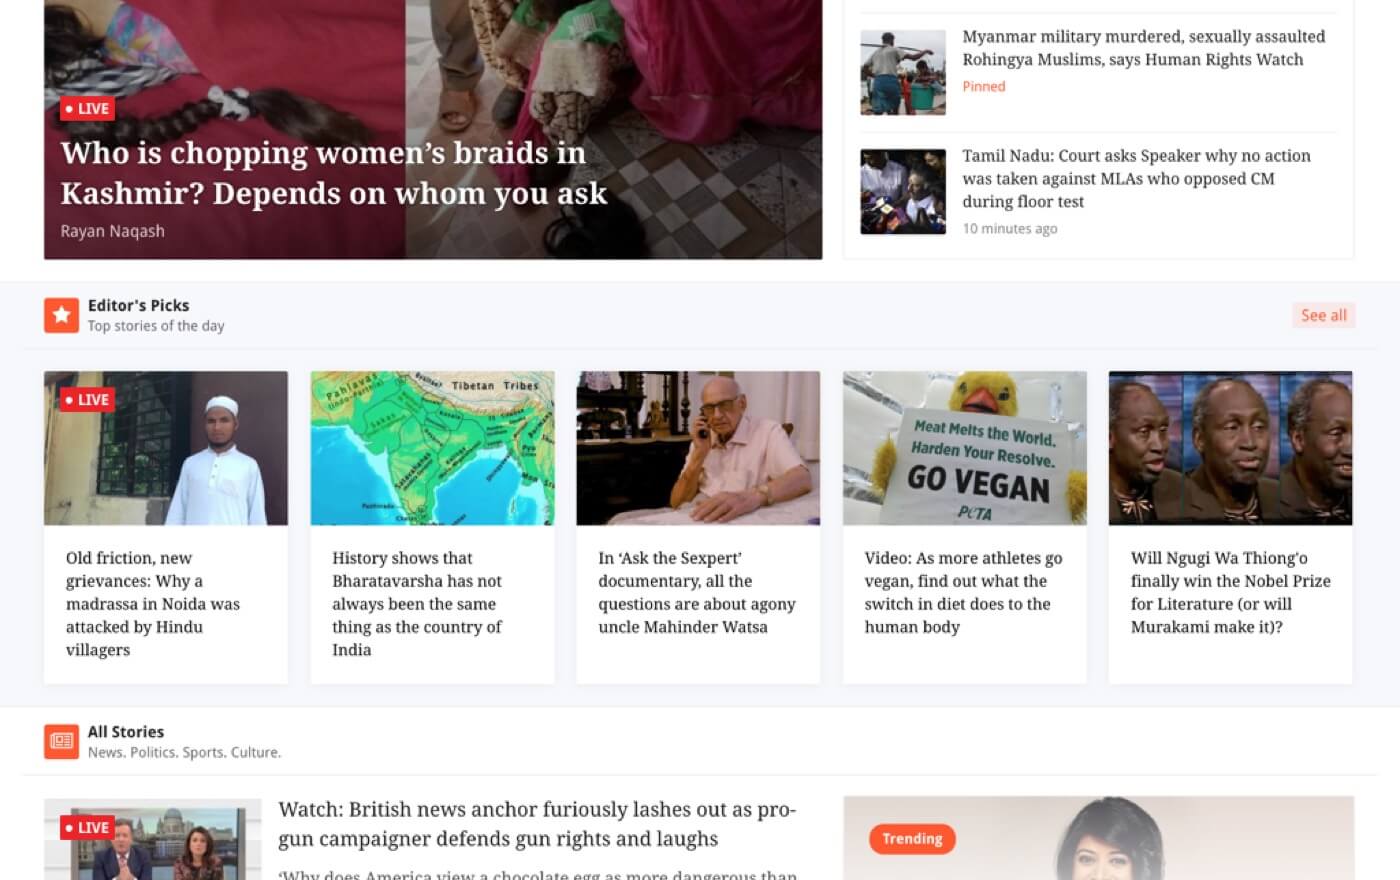 • LIVE
Who is chopping women’s braids in
Kashmir? Depends on whom you ask
Rayan Naqash
Myanmar military murdered, sexually assaulted
Rohingya Muslims, says Human Rights Watch
Pinned
Tamil Nadu: Court asks Speaker why no action
was taken against MLAs who opposed CM
during floor test
10 minutes ago
Editor's Picks
Top stories of the day
See all
• LIVE
Old friction, new
grievances: Why a
madrassa in Noida was
attacked by Hindu
villagers
Pahlavas
Tibetan Tribes
Sakas
History shows that
Bharatavarsha has not
always been the same
thing as the country of
India
In ‘Ask the Sexpert’
documentary, all the
questions are about agony
uncle Mahinder Watsa
Meat Melts the World.
Harden Your Resolve.
GO VEGAN
PETA
Video: As more athletes go
vegan, find out what the
switch in diet does to the
human body
Will Ngugi Wa Thiong'o
finally win the Nobel Prize
for Literature (or will
Murakami make it)?
All Stories
News. Politics. Sports. Culture.
• LIVE
Watch: British news anchor furiously lashes out as pro-
gun campaigner defends gun rights and laughs
‘Why does America view a chocolate egg as more dangerous than
Trending